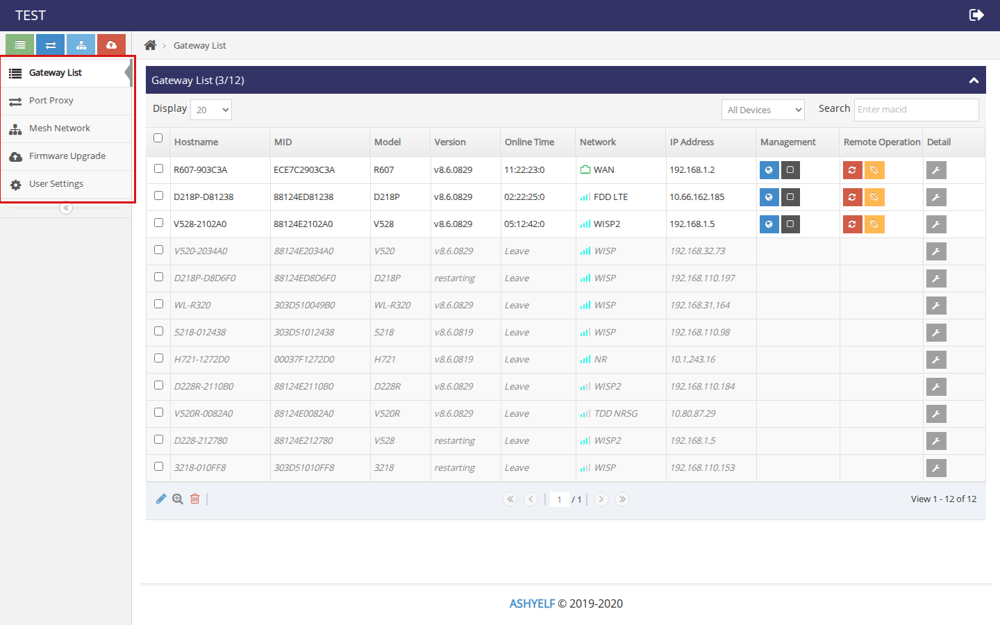 TEST
Gateway List
Gateway List
Port Proxy
Mesh Network
Firmware Upgrade
User Settings
Gateway List (3/12)
Display 20 All Devices Search Enter macid
Hostname MID Model Version Online Time Network IP Address Management Remote Operation Detail
R607-903C3A ECE7C2903C3A R607 v8.6.0829 11:22:23:0 WAN 192.168.1.2
D218P-D81238 88124ED81238 D218P v8.6.0829 02:22:25:0 FDD LTE 10.66.162.185
V528-2102A0 88124E2102A0 V528 v8.6.0829 05:12:42:0 WISP2 192.168.1.5
V520-2034A0 88124E2034A0 V520 v8.6.0829 Leave WISP 192.168.32.73
D218P-D8D6F0 88124ED8D6F0 D218P restarting Leave WISP 192.168.110.197
WL-R320 303D510049B0 WL-R320 v8.6.0829 Leave WISP 192.168.31.164
5218-012438 303D51012438 5218 v8.6.0819 Leave WISP 192.168.110.98
H721-1272D0 00037F1272D0 H721 v8.6.0819 Leave NR 10.1.243.16
D228R-2110B0 88124E2110B0 D228R v8.6.0829 Leave WISP2 192.168.110.184
V520R-0082A0 88124E0082A0 V520R v8.6.0829 Leave TDD NR5G 10.80.87.29
D228-212780 88124E212780 V528 restarting Leave WISP2 192.168.1.5
3218-010FF8 303D51010FF8 3218 restarting Leave WISP 192.168.110.153
1 / 1 View 1 - 12 of 12
ASHYELF © 2019-2020